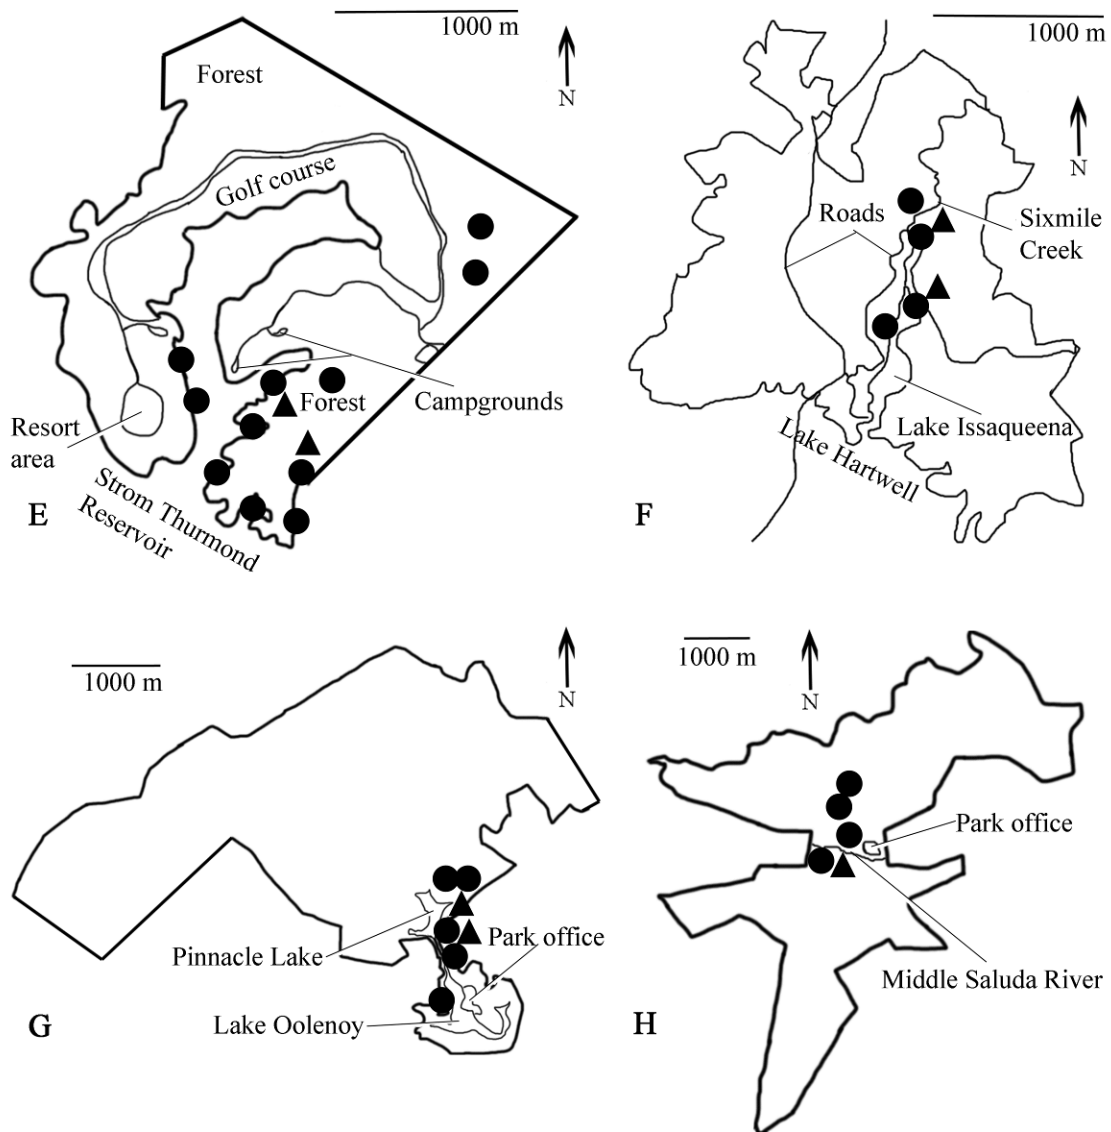 1000 m
N
Forest
Golf course
Forest
Campgrounds
Resort
area
Strom Thurmond
Reservoir
E
1000 m
N
Roads
Sixmile
Creek
Lake Issaqueena
Lake Hartwell
F
1000 m
N
Pinnacle Lake
Park office
Lake Oolenoy
G
1000 m
N
Park office
Middle Saluda River
H